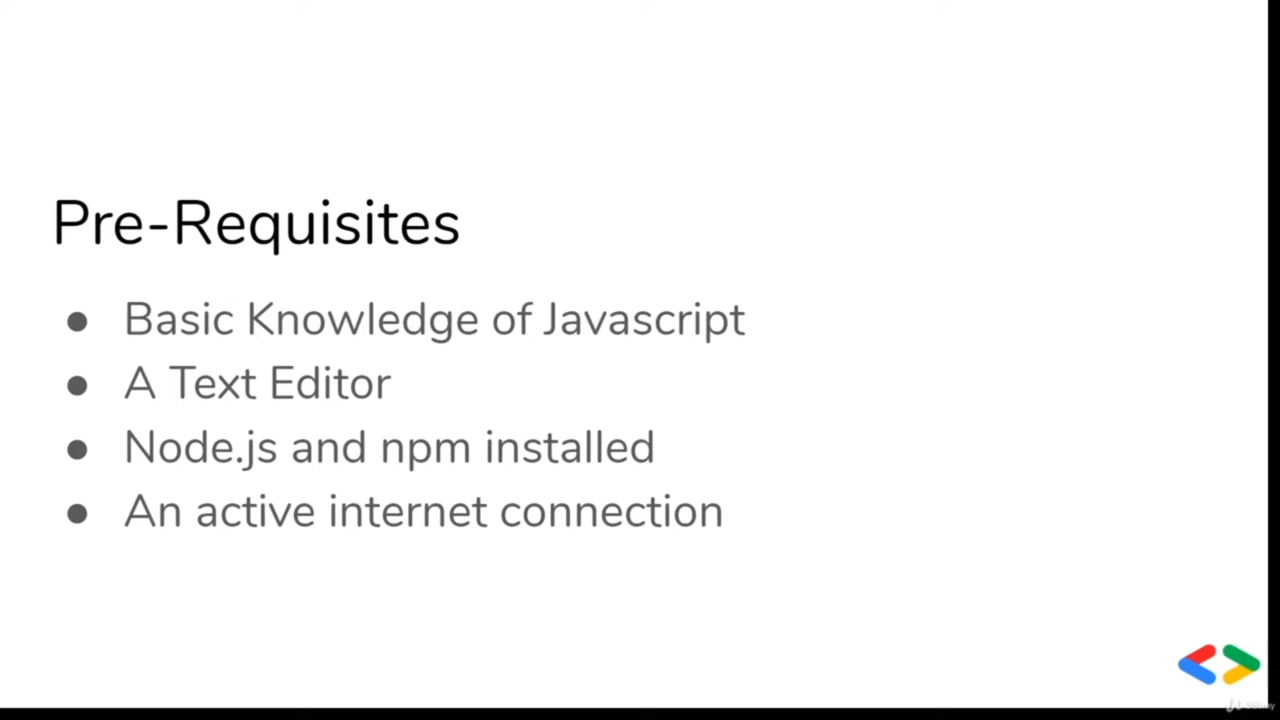 Pre-Requisites
● Basic Knowledge of Javascript
● A Text Editor
● Node.js and npm installed
● An active internet connection